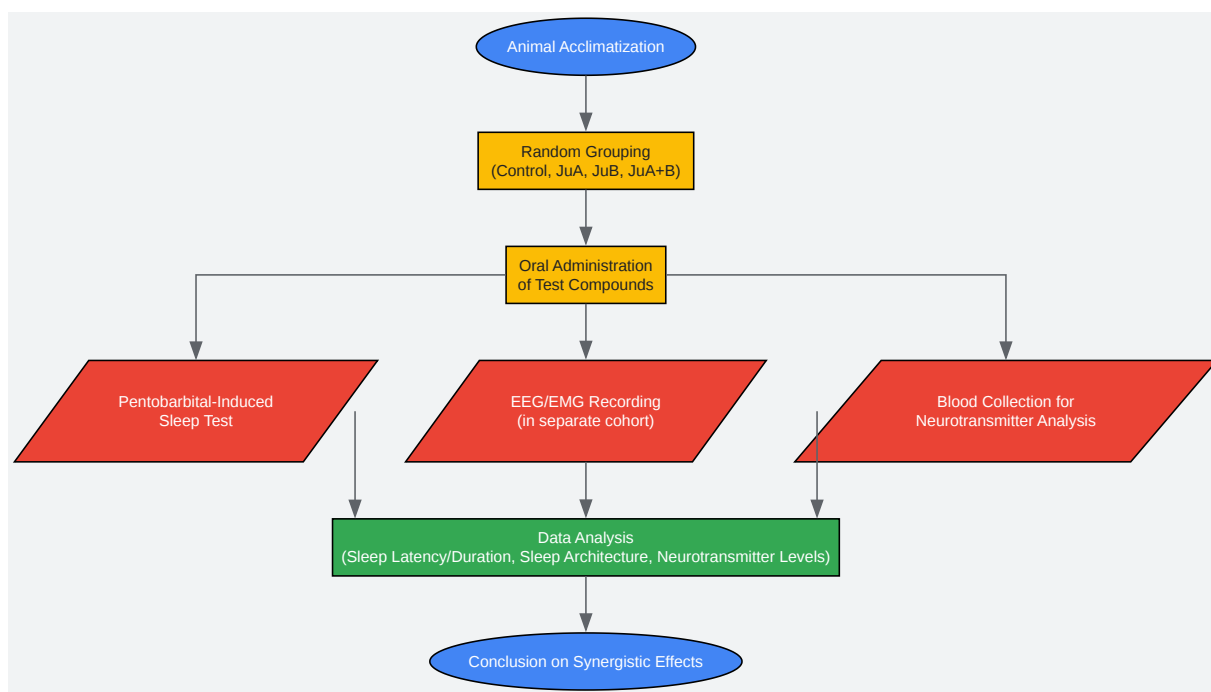 Animal Acclimatization
Random Grouping
(Control, JuA, JuB, JuA+B)
Oral Administration
of Test Compounds
Pentobarbital-Induced
Sleep Test
EEG/EMG Recording
(in separate cohort)
Blood Collection for
Neurotransmitter Analysis
Data Analysis
(Sleep Latency/Duration, Sleep Architecture, Neurotransmitter Levels)
Conclusion on Synergistic Effects